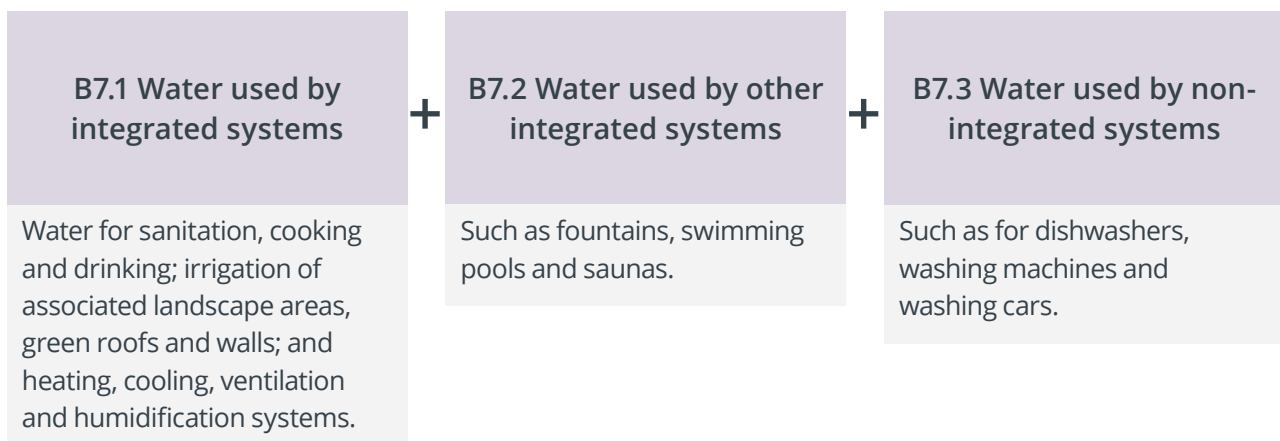 B7.1 Water used by
integrated systems
+
B7.2 Water used by other
integrated systems
+
B7.3 Water used by non-
integrated systems
Water for sanitation, cooking
and drinking; irrigation of
associated landscape areas,
green roofs and walls; and
heating, cooling, ventilation
and humidification systems.
Such as fountains, swimming
pools and saunas.
Such as for dishwashers,
washing machines and
washing cars.